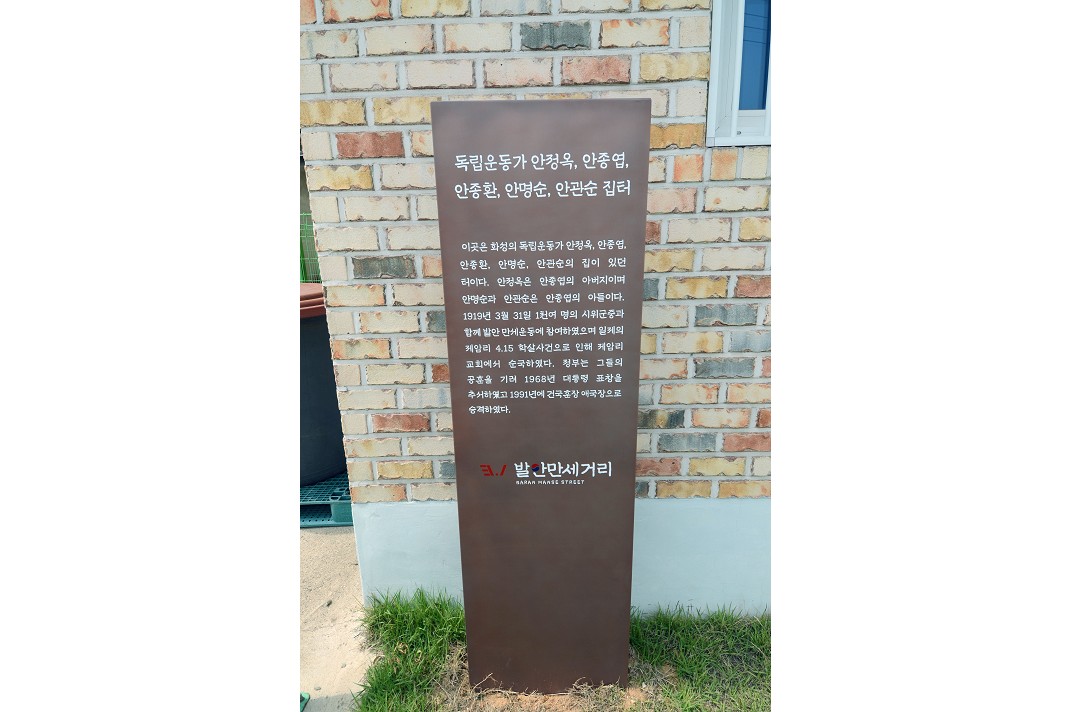 독립운동가 안정옥, 안종엽,
안종환, 안명순, 안관순 집터
이곳은 화성의 독립운동가 안정옥, 안종엽,
안종환, 안명순, 안관순의 집이 있던
터이다. 안정옥은 안종엽의 아버지이며
안명순과 안관순은 안종엽의 아들이다.
1919년 3월 31일 1천여 명의 시위군중과
함께 발안 만세운동에 참여하였으며 일제의
제암리 4.15 학살사건으로 인해 제암리
교회에서 순국하였다. 정부는 그들의
공훈을 기려 1968년 대통령 표창을
추서하였고 1991년에 건국훈장 애국장으로
승격하였다.
3.1 발안만세거리
BARAN MANSE STREET